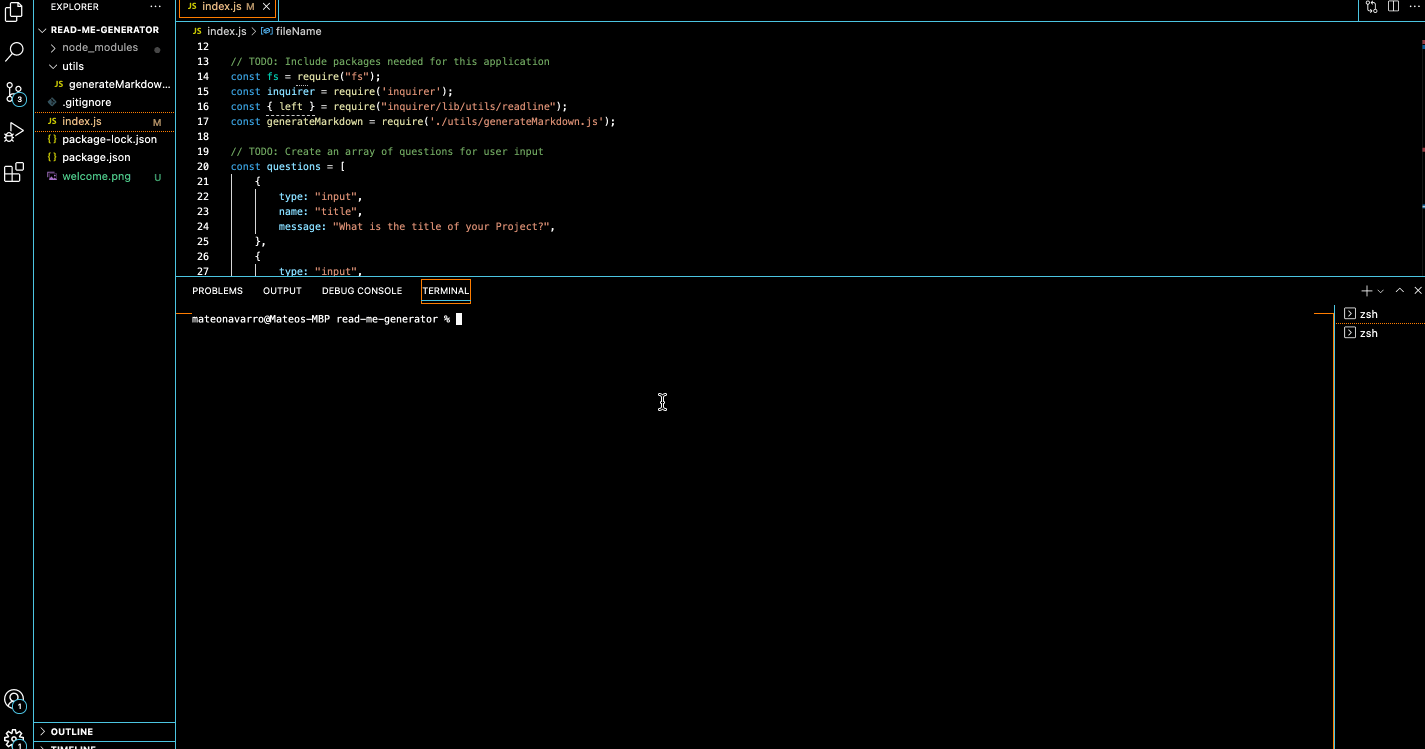 EXPLORER ···
READ-ME-GENERATOR
node_modules
utils
JS generateMarkdow...
.gitignore
JS index.js M
{} package-lock.json
{} package.json
welcome.png U
3
1
1
OUTLINE
TIMELINE
JS index.js M
JS index.js > fileName
12
13 // TODO: Include packages needed for this application
14 const fs = require("fs");
15 const inquirer = require('inquirer');
16 const { left } = require("inquirer/lib/utils/readline");
17 const generateMarkdown = require('./utils/generateMarkdown.js');
18
19 // TODO: Create an array of questions for user input
20 const questions = [
21 {
22 type: "input",
23 name: "title",
24 message: "What is the title of your Project?",
25 },
26 {
27 type: "input",
PROBLEMS OUTPUT DEBUG CONSOLE TERMINAL
mateonavarro@Mateos-MBP read-me-generator %
zsh
zsh